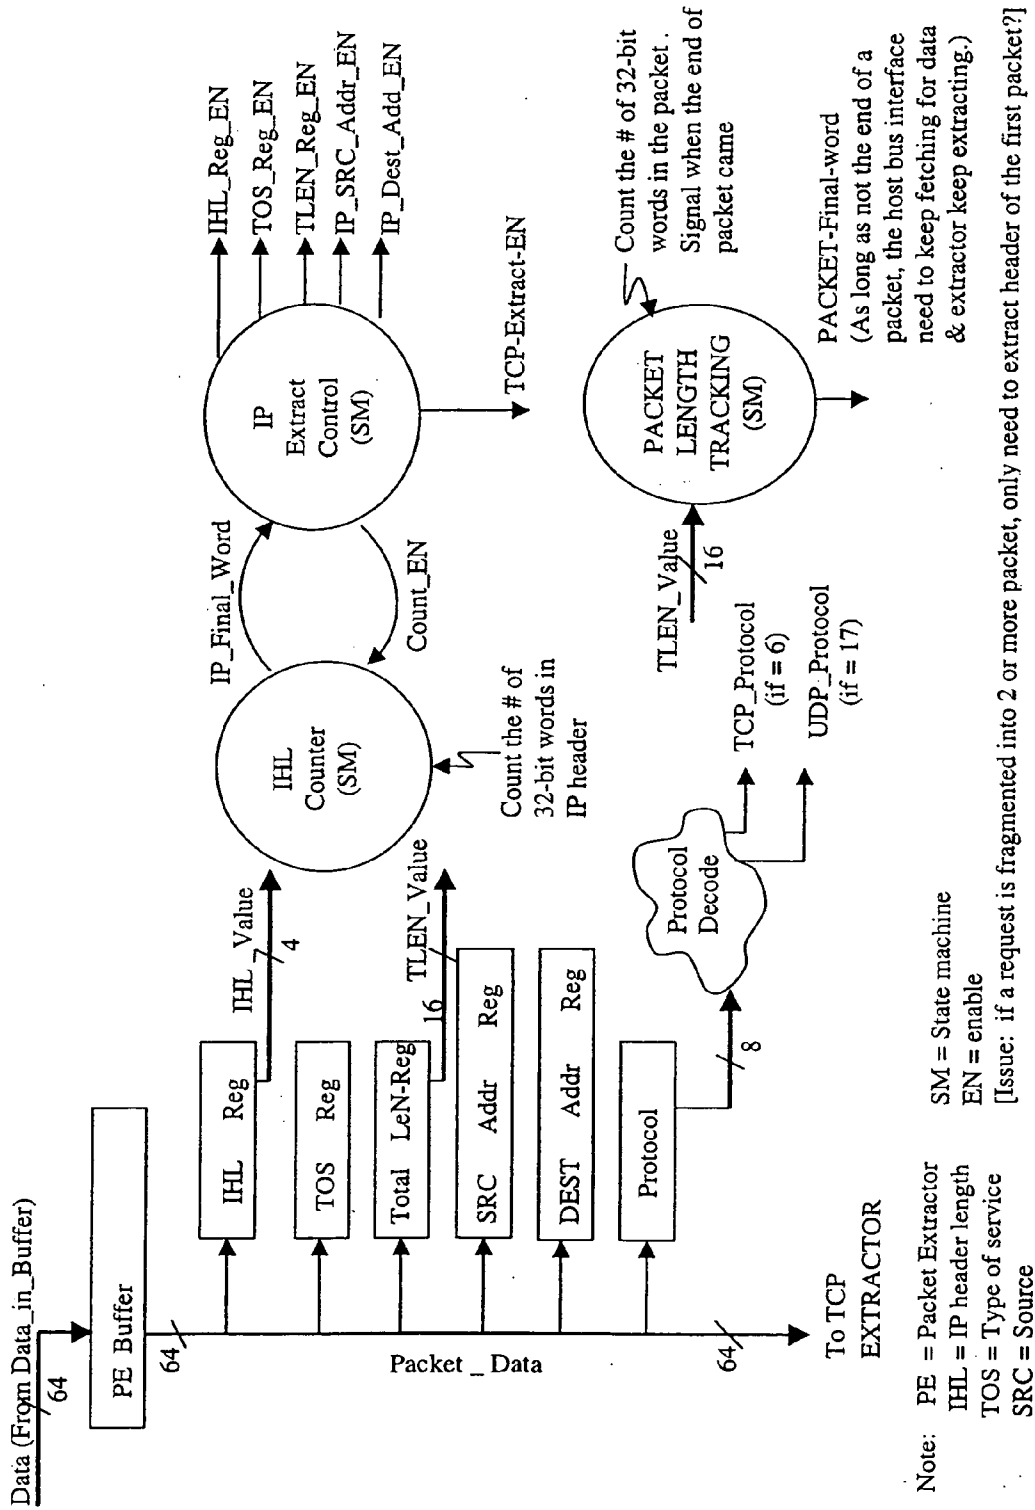 Data (From Data_in_Buffer)
64
PE Buffer
64
Packet _ Data
64
To TCP
EXTRACTOR
IHL Reg
TOS Reg
Total LeN-Reg
SRC Addr Reg
DEST Addr Reg
Protocol
IHL_Value
4
TLEN_Value
16
8
Protocol
Decode
TCP_Protocol
(if = 6)
UDP_Protocol
(if = 17)
IHL
Counter
(SM)
Count the # of
32-bit words in
IP header
IP_Final_Word
Count_EN
IP
Extract
Control
(SM)
IHL_Reg_EN
TOS_Reg_EN
TLEN_Reg_EN
IP_SRC_Addr_EN
IP_Dest_Add_EN
TCP-Extract-EN
TLEN_Value
16
PACKET
LENGTH
TRACKING
(SM)
Count the # of 32-bit
words in the packet .
Signal when the end of
packet came
PACKET-Final-word
(As long as not the end of a
packet, the host bus interface
need to keep fetching for data
& extractor keep extracting.)
Note: PE = Packet Extractor
IHL = IP header length
TOS = Type of service
SRC = Source
SM = State machine
EN = enable
[Issue: if a request is fragmented into 2 or more packet, only need to extract header of the first packet?]